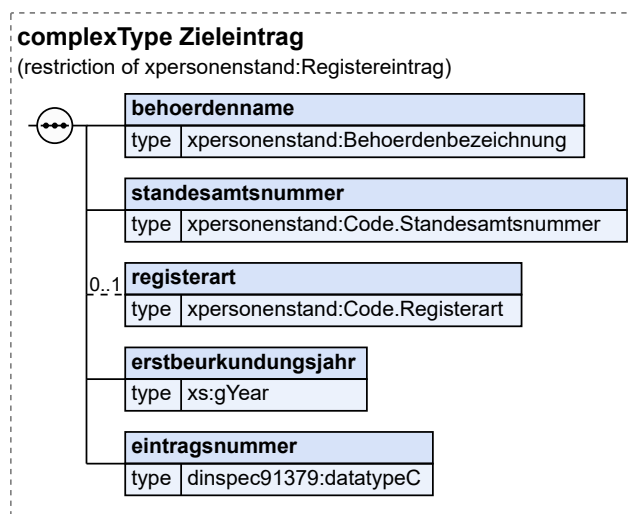 complexType Zieleintrag
(restriction of xpersonenstand:Registereintrag)
behoerdenname
type xpersonenstand:Behoerdenbezeichnung
standesamtsnummer
type xpersonenstand:Code.Standesamtsnummer
0..1 registerart
type xpersonenstand:Code.Registerart
erstbeurkundungsjahr
type xs:gYear
eintragsnummer
type dinspec91379:datatypeC